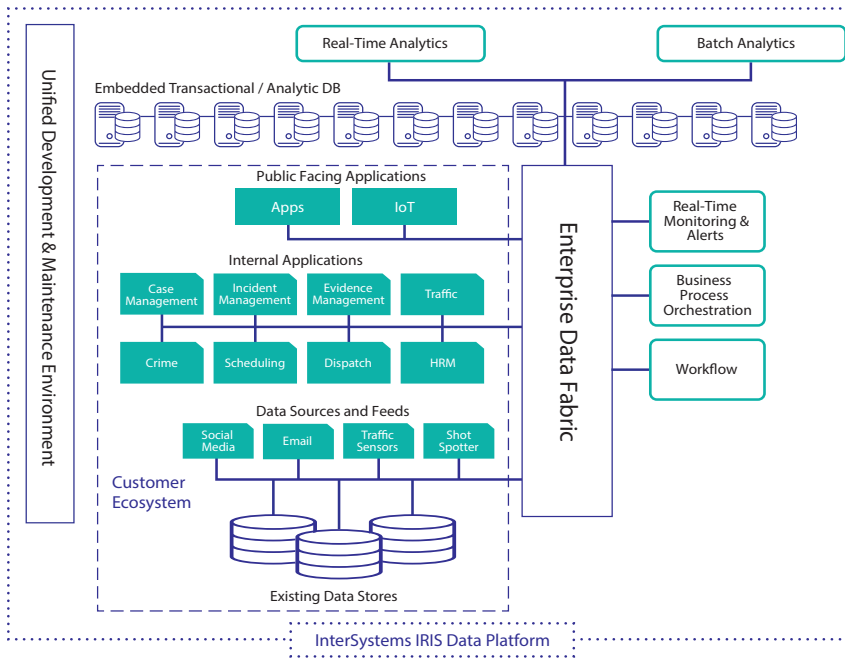 Real-Time Analytics
Batch Analytics
Unified Development & Maintenance Environment
Embedded Transactional / Analytic DB
Public Facing Applications
Apps
IoT
Internal Applications
Case
Management
Incident
Management
Evidence
Management
Traffic
Crime
Scheduling
Dispatch
HRM
Data Sources and Feeds
Social
Media
Email
Traffic
Sensors
Shot
Spotter
Customer
Ecosystem
Existing Data Stores
Enterprise Data Fabric
Real-Time
Monitoring &
Alerts
Business
Process
Orchestration
Workflow
InterSystems IRIS Data Platform